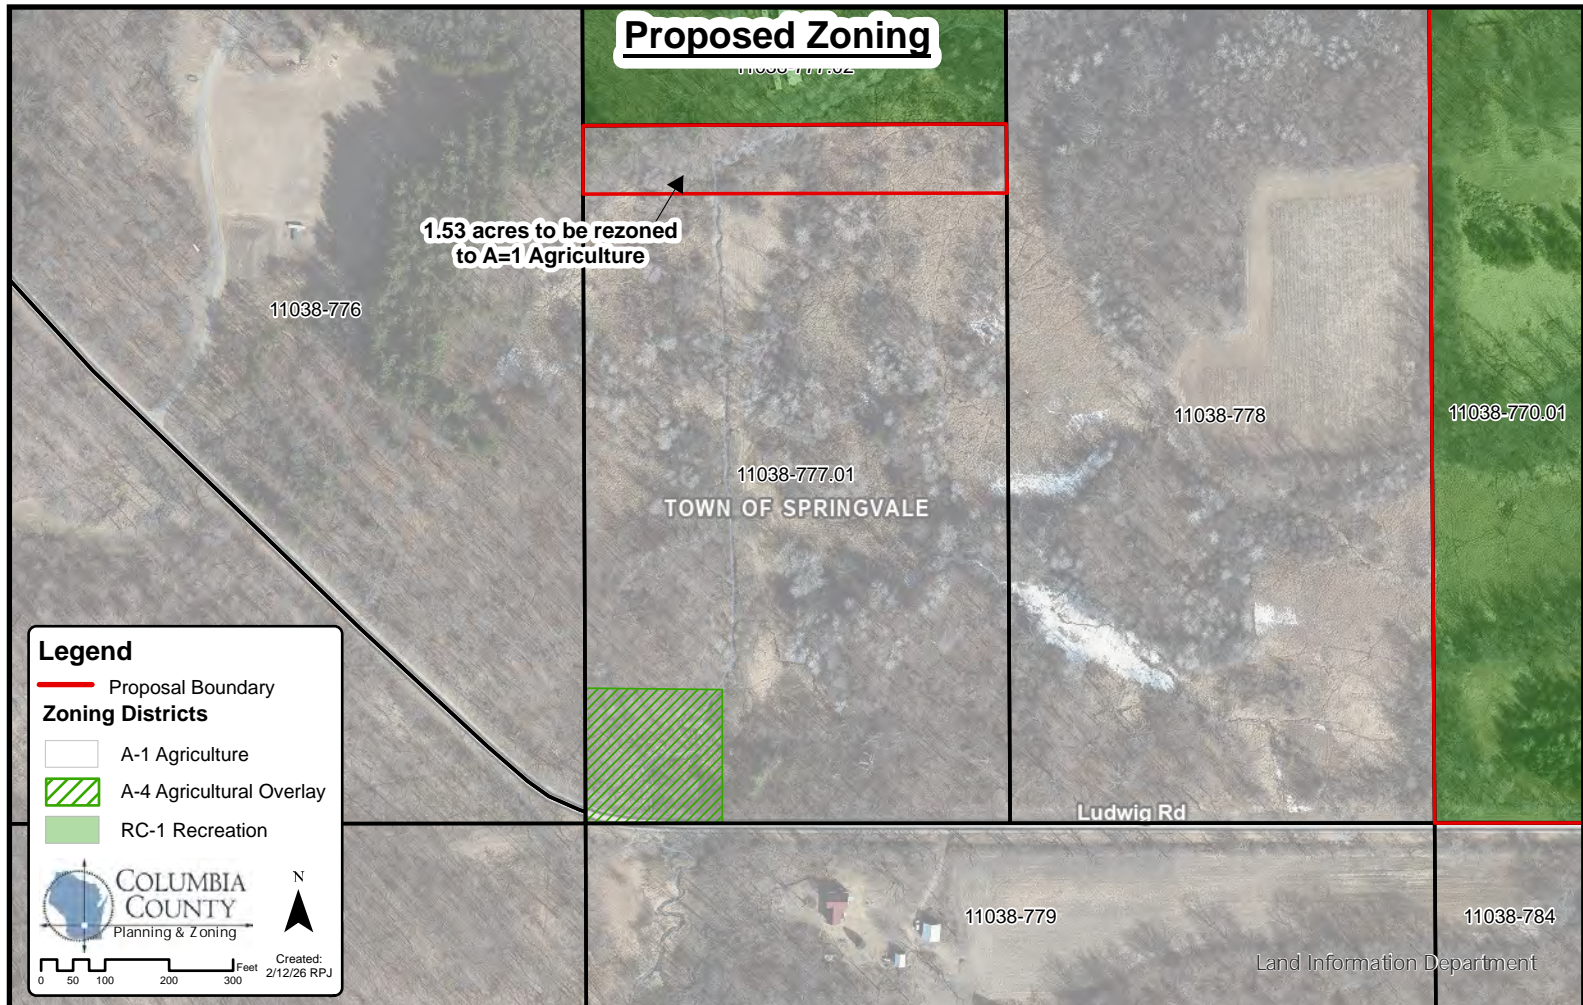 Proposed Zoning
11038-777.02
1.53 acres to be rezoned
to A=1 Agriculture
11038-776
11038-778
11038-770.01
11038-777.01
TOWN OF SPRINGVALE
Ludwig Rd
11038-779
11038-784
Land Information Department
Legend
Proposal Boundary
Zoning Districts
A-1 Agriculture
A-4 Agricultural Overlay
RC-1 Recreation
COLUMBIA
COUNTY
Planning & Zoning
N
0 50 100 200 300 Feet
Created:
2/12/26 RPJ